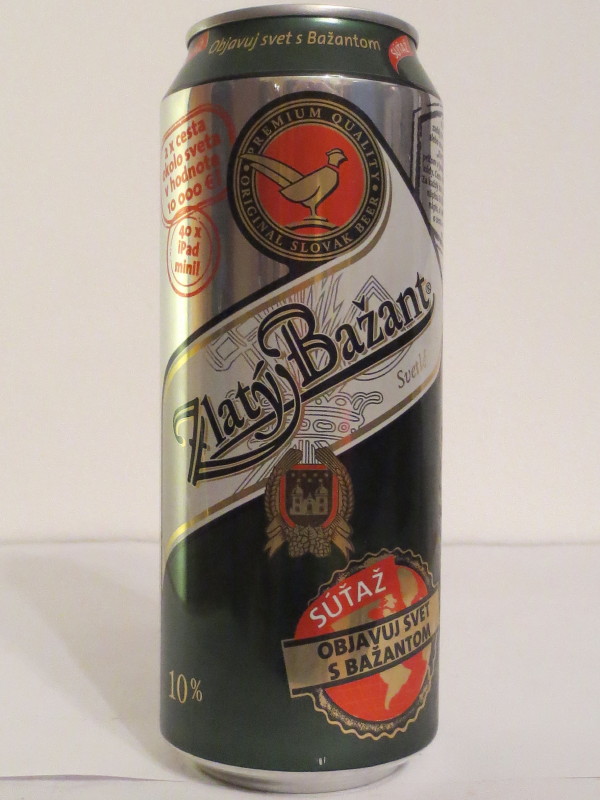 Objavuj svet s Bažantom
SÚŤAŽ
2 x cesta
okolo sveta
v hodnote
10 000 €!
40 x
iPad
mini!
PREMIUM QUALITY
ORIGINAL SLOVAK BEER
Zlatý Bažant®
Svetlé
SÚŤAŽ
OBJAVUJ SVET
S BAŽANTOM
10%